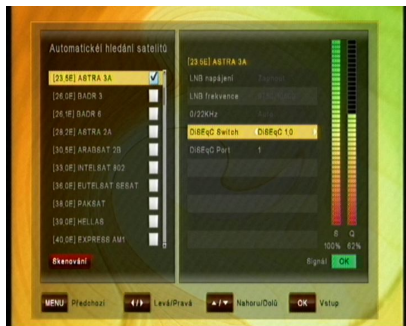 Automatickél hledání satelitů
[23,5E] ASTRA 3A
[26,0E] BADR 3
[26,1E] BADR 6
[28,2E] ASTRA 2A
[30,5E] ARABSAT 2B
[33,0E] INTELSAT 802
[36,0E] EUTELSAT SESAT
[38,0E] PAKSAT
[39,0E] HELLAS
[40,0E] EXPRESS AM1
Skenování
[23,5E] ASTRA 3A
LNB napájení
LNB frekvence
0/22KHz
DiSEqC Switch DiSEqC 1,0
DiSEqC Port 1
S Q
100% 62%
Signál OK
MENU Předchozí Levá/Pravá Nahoru/Dolů OK Vstup